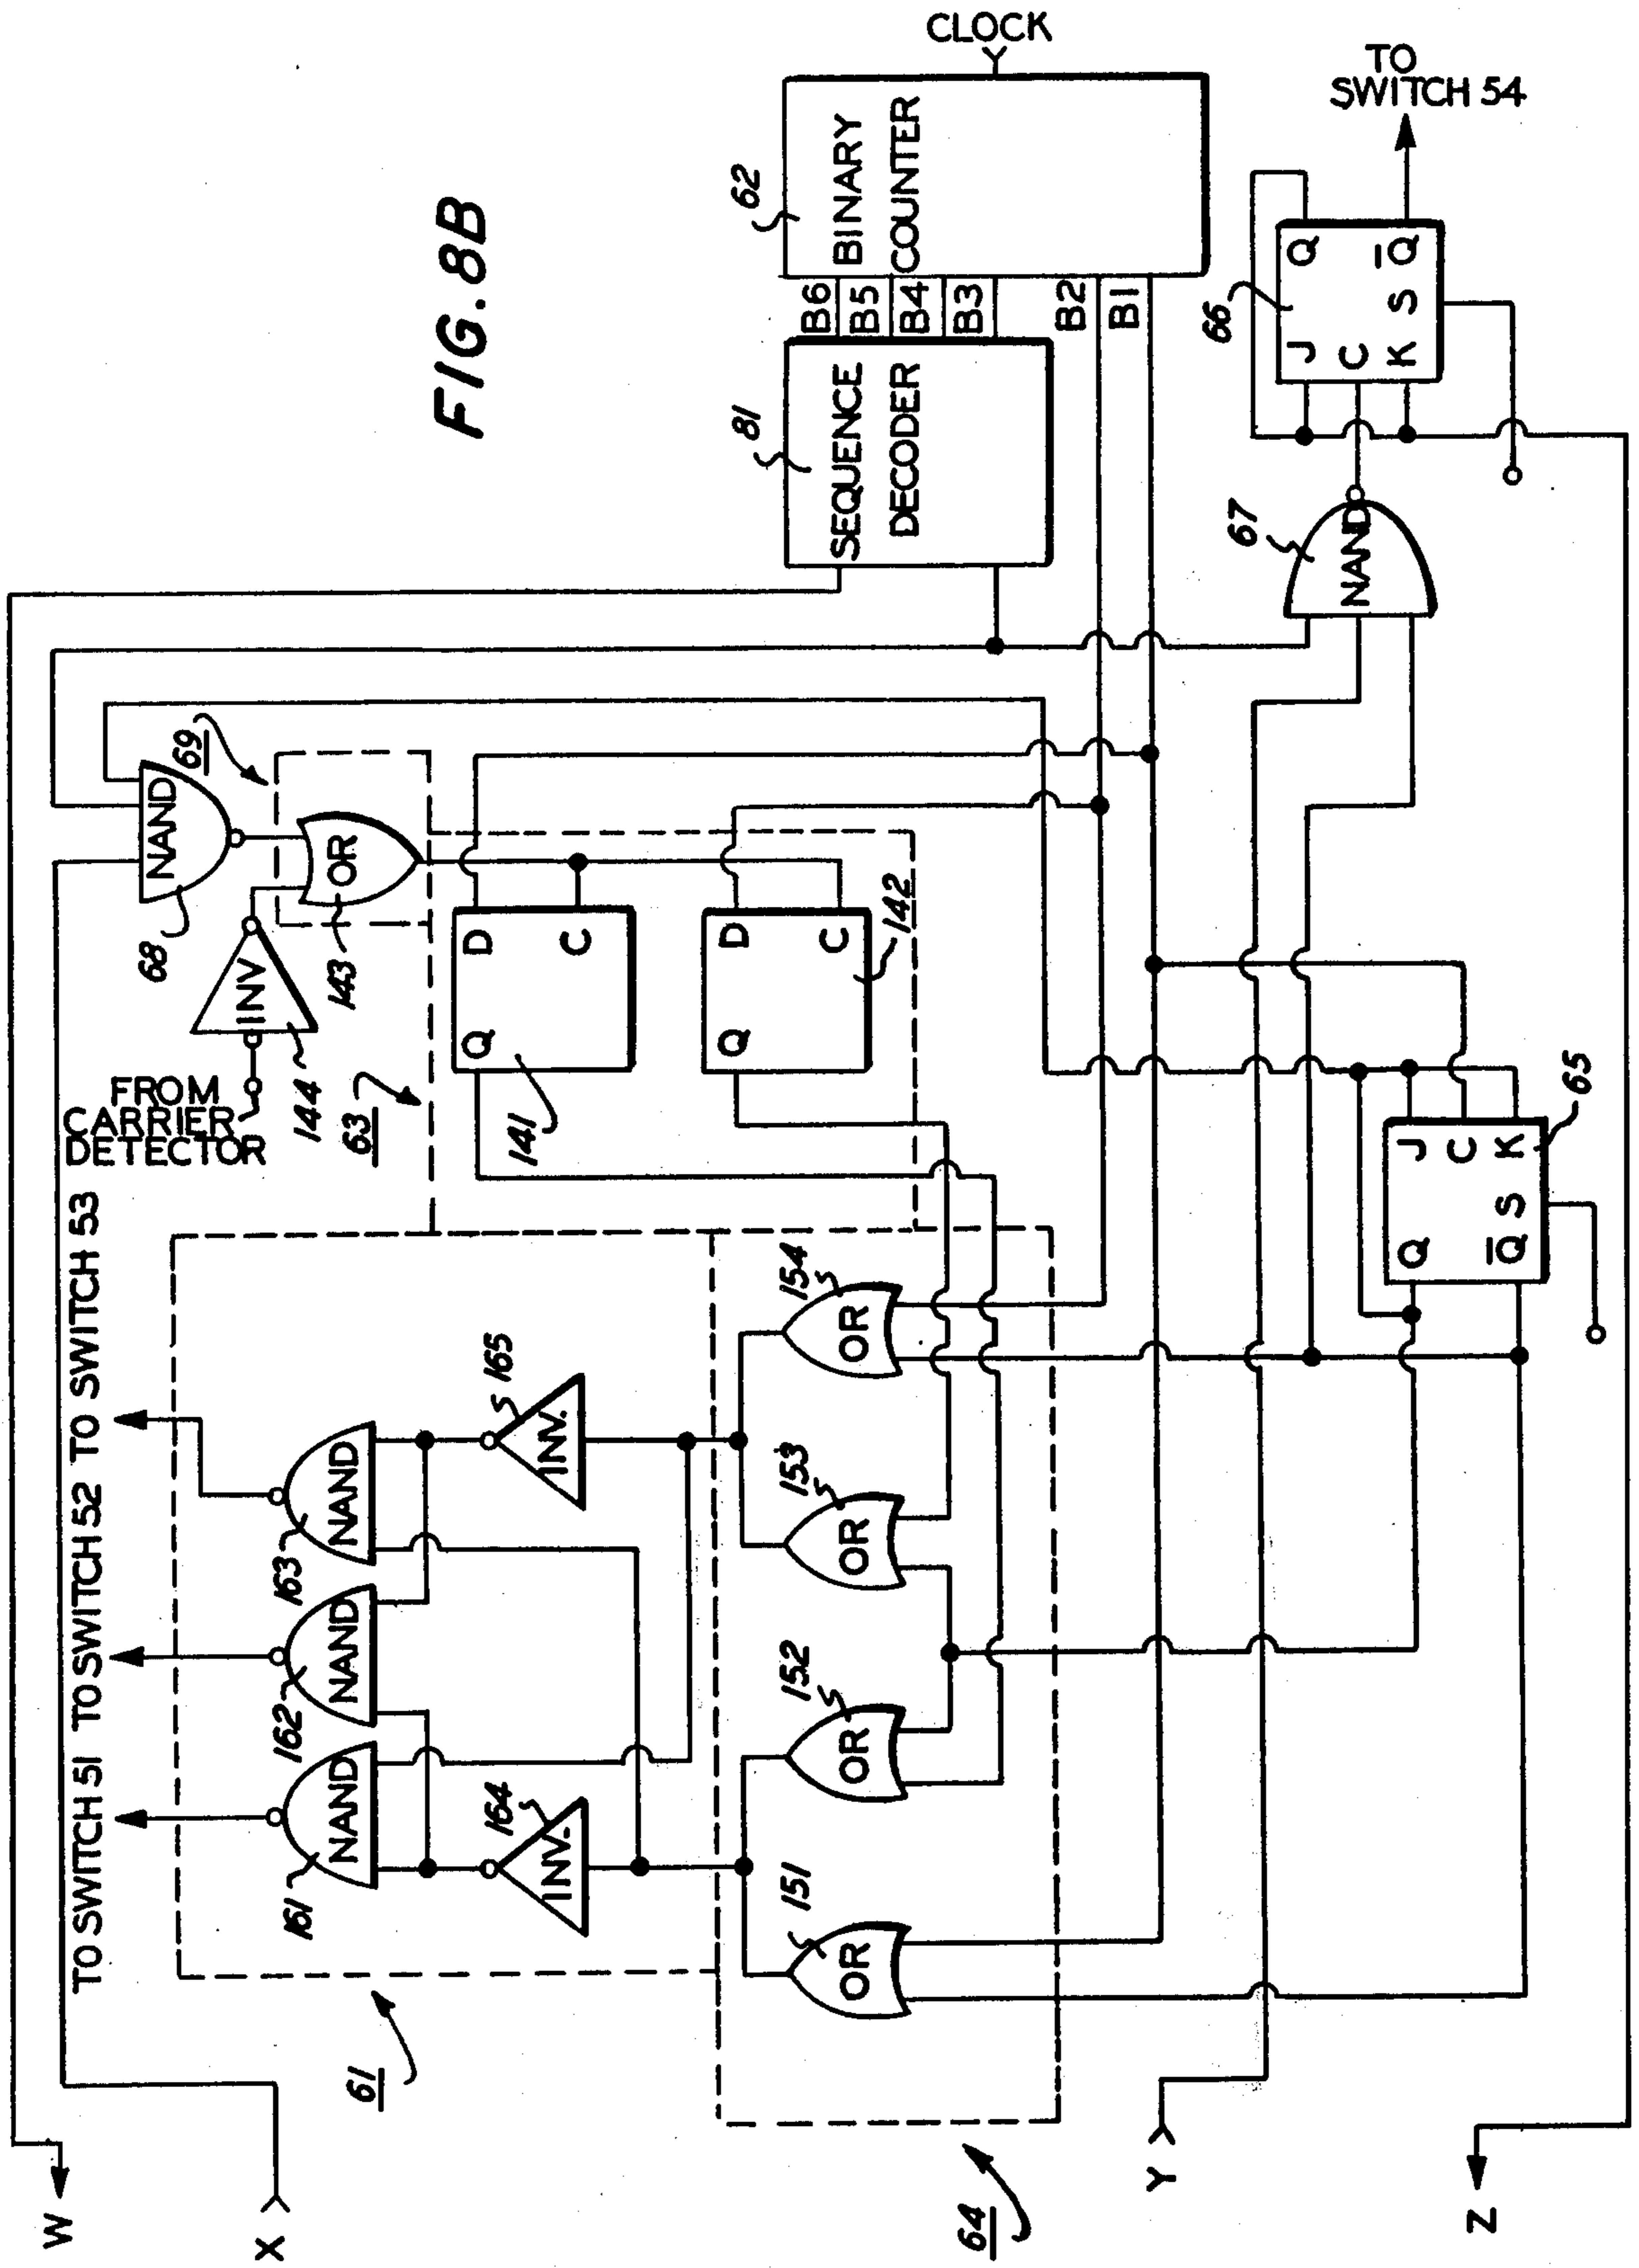 FIG. 8B
CLOCK
62
BINARY
COUNTER
B6
B5
B4
B3
B2
B1
81
SEQUENCE
DECODER
TO
SWITCH 54
66
Q
Q
J
C
K
S
67
NAND
NAND
68
69
OR
143
INV
144
FROM
CARRIER
DETECTOR
63
D
C
Q
141
D
C
Q
142
TO SWITCH 51
TO SWITCH 52
TO SWITCH 53
NAND
161
NAND
162
NAND
163
INV.
164
INV.
165
61
OR
151
OR
152
OR
153
OR
154
64
J
C
K
S
Q
Q
65
W
X
Y
Z